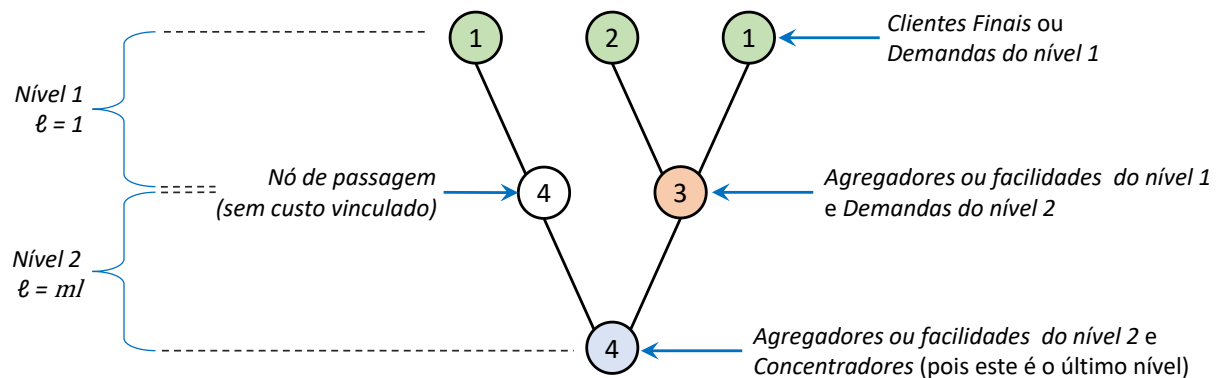 1
2
1
Clientes Finais ou
Demandas do nível 1
Nível 1
ℓ = 1
Nó de passagem
(sem custo vinculado)
4
3
Agregadores ou facilidades do nível 1
e Demandas do nível 2
Nível 2
ℓ = ml
4
Agregadores ou facilidades do nível 2 e
Concentradores (pois este é o último nível)